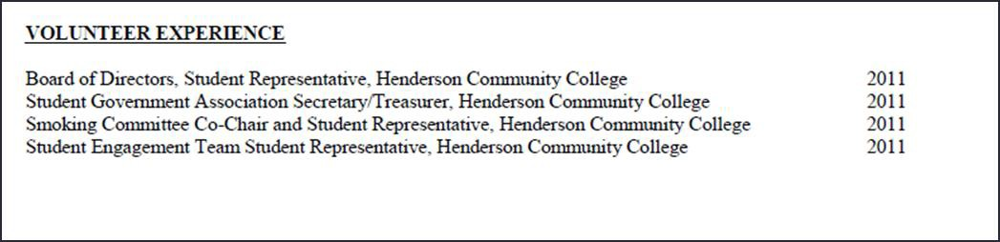 VOLUNTEER EXPERIENCE
Board of Directors, Student Representative, Henderson Community College 2011
Student Government Association Secretary/Treasurer, Henderson Community College 2011
Smoking Committee Co-Chair and Student Representative, Henderson Community College 2011
Student Engagement Team Student Representative, Henderson Community College 2011